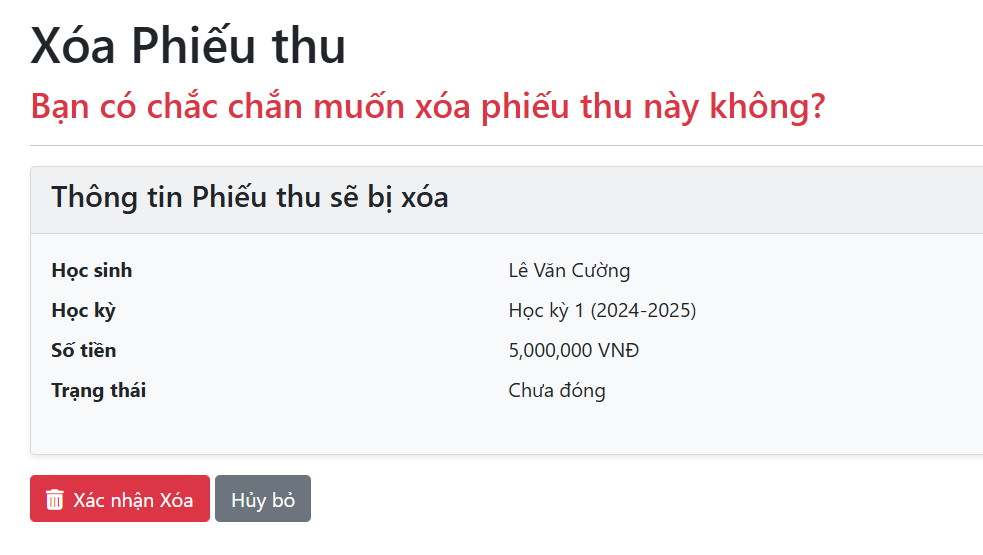 Xóa Phiếu thu
Bạn có chắc chắn muốn xóa phiếu thu này không?
Thông tin Phiếu thu sẽ bị xóa
Học sinh Lê Văn Cường
Học kỳ Học kỳ 1 (2024-2025)
Số tiền 5,000,000 VNĐ
Trạng thái Chưa đóng
Xác nhận Xóa Hủy bỏ